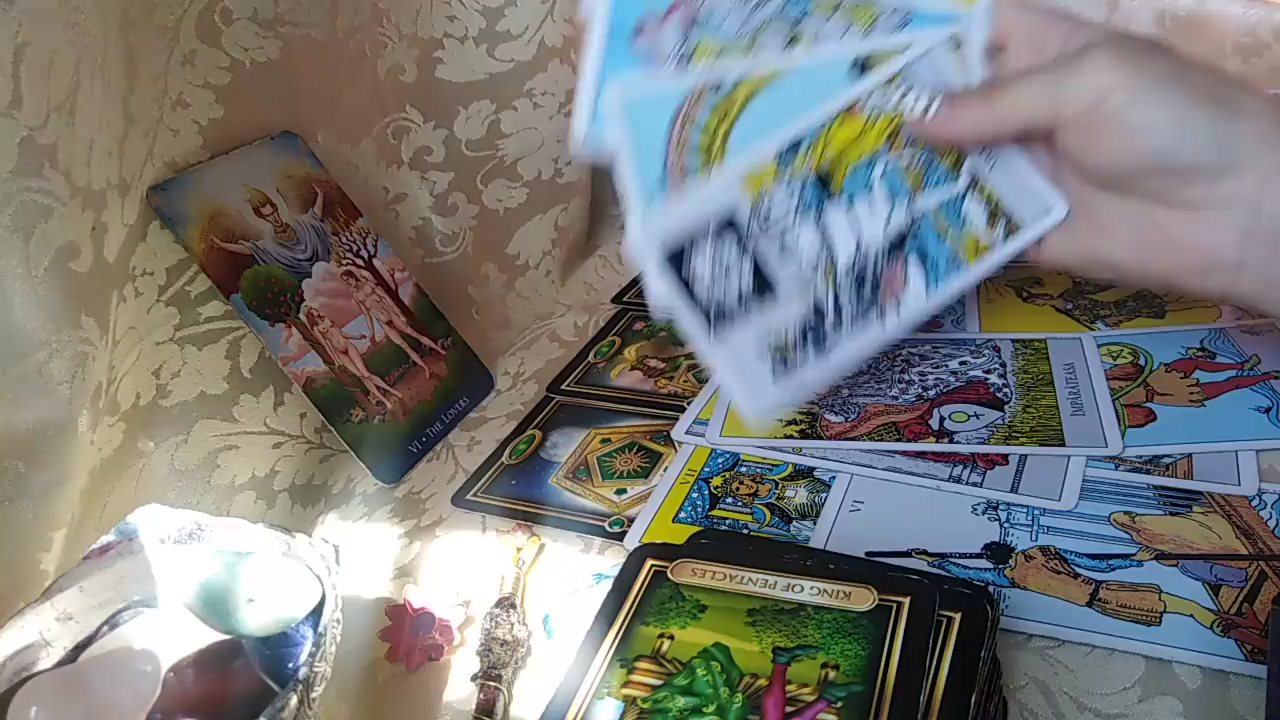 VI • THE LOVERS
IMPARATEASA
VII
VI
KING OF PENTACLES